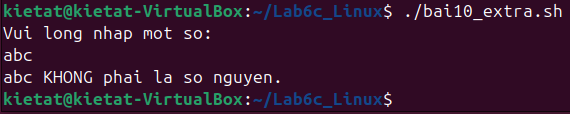 kietat@kietat-VirtualBox:~/Lab6c_Linux$ ./bai10_extra.sh
Vui long nhap mot so:
abc
abc KHONG phai la so nguyen.
kietat@kietat-VirtualBox:~/Lab6c_Linux$